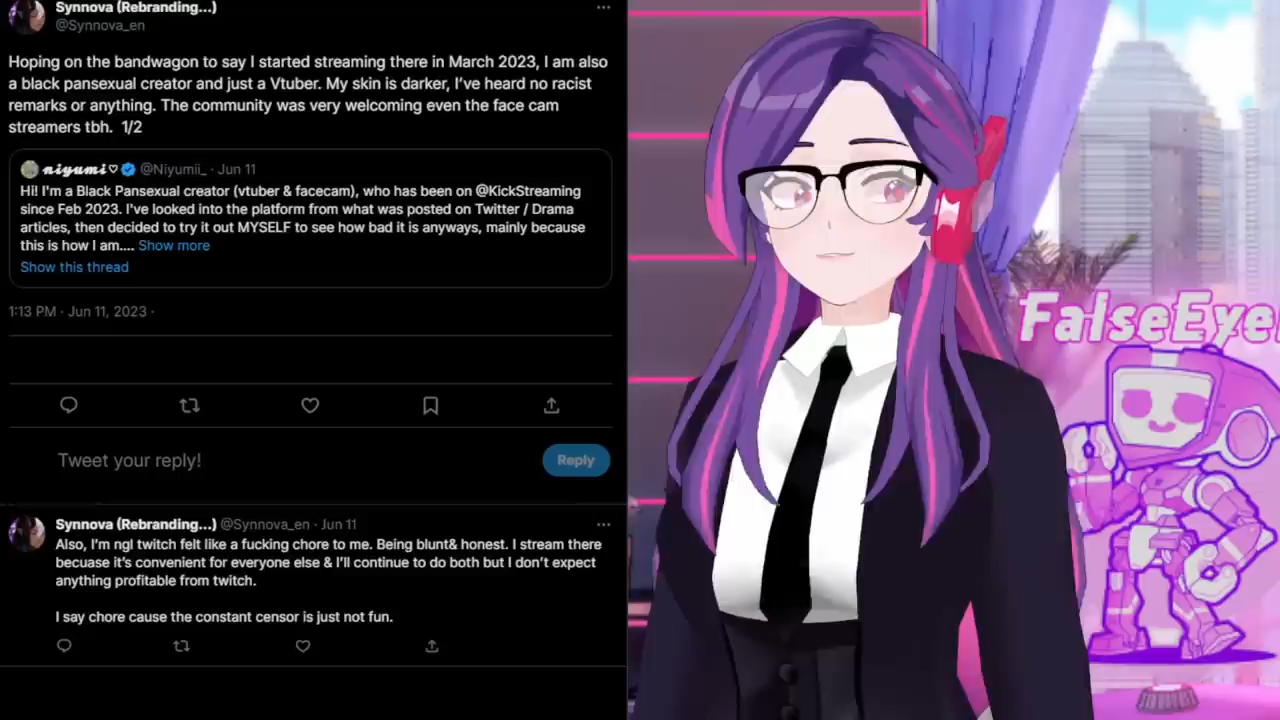 Synnova (Rebranding...)
@Synnova_en
Hoping on the bandwagon to say I started streaming there in March 2023, I am also
a black pansexual creator and just a Vtuber. My skin is darker, I've heard no racist
remarks or anything. The community was very welcoming even the face cam
streamers tbh. 1/2
niyumi♡ @Niyumii_ · Jun 11
Hi! I'm a Black Pansexual creator (vtuber & facecam), who has been on @KickStreaming
since Feb 2023. I've looked into the platform from what was posted on Twitter / Drama
articles, then decided to try it out MYSELF to see how bad it is anyways, mainly because
this is how I am.... Show more
Show this thread
1:13 PM · Jun 11, 2023 ·
Tweet your reply!
Reply
Synnova (Rebranding...) @Synnova_en · Jun 11
Also, I'm ngl twitch felt like a fucking chore to me. Being blunt& honest. I stream there
becuase it's convenient for everyone else & I'll continue to do both but I don't expect
anything profitable from twitch.
I say chore cause the constant censor is just not fun.
FalseEye